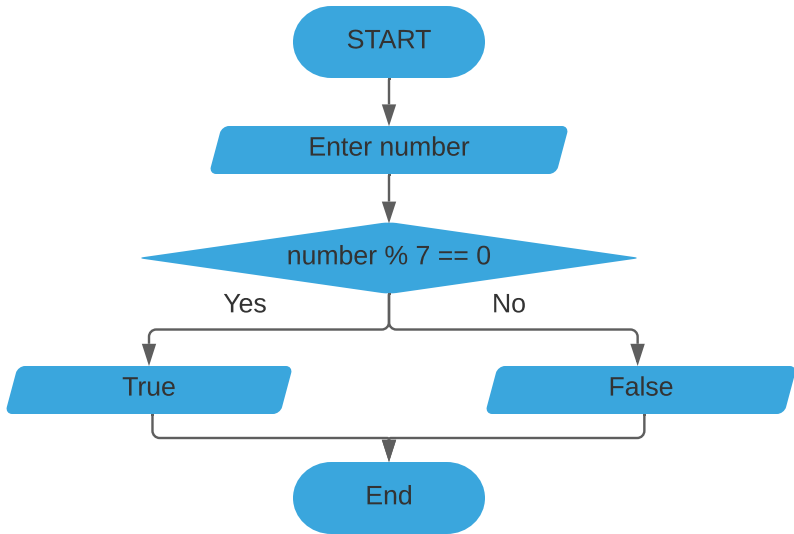 START
Enter number
number % 7 == 0
Yes
No
True
False
End